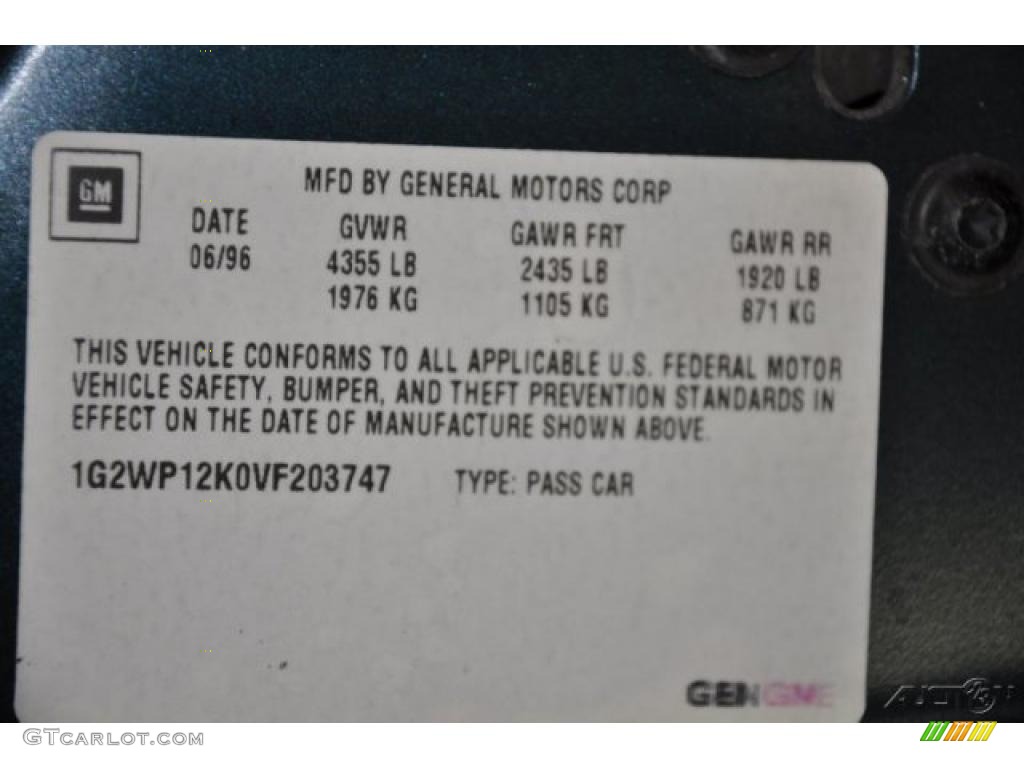 GM
MFD BY GENERAL MOTORS CORP
DATE GVWR GAWR FRT GAWR RR
06/96 4355 LB 2435 LB 1920 LB
1976 KG 1105 KG 871 KG
THIS VEHICLE CONFORMS TO ALL APPLICABLE U.S. FEDERAL MOTOR
VEHICLE SAFETY, BUMPER, AND THEFT PREVENTION STANDARDS IN
EFFECT ON THE DATE OF MANUFACTURE SHOWN ABOVE.
1G2WP12K0VF203747 TYPE: PASS CAR
GEN GME
GTCARLOT.COM